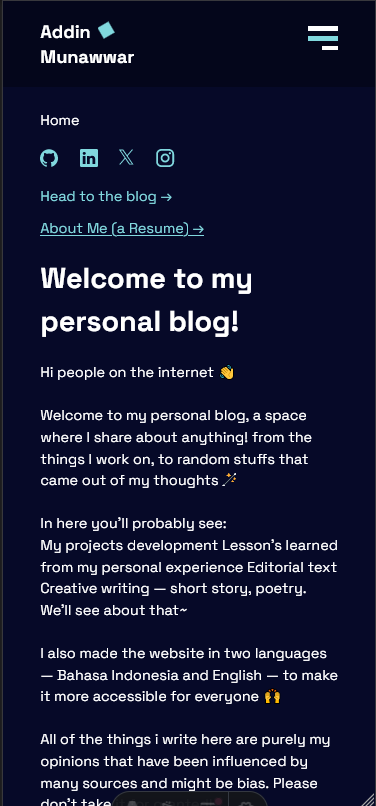 Addin
Munawwar
Home
Head to the blog →
About Me (a Resume) →
Welcome to my
personal blog!
Hi people on the internet 👋
Welcome to my personal blog, a space
where I share about anything! from the
things I work on, to random stuffs that
came out of my thoughts 🪄
In here you'll probably see:
My projects development Lesson's learned
from my personal experience Editorial text
Creative writing — short story, poetry.
We'll see about that~
I also made the website in two languages
— Bahasa Indonesia and English — to make
it more accessible for everyone 🙌
All of the things i write here are purely my
opinions that have been influenced by
many sources and might be bias. Please
don't take